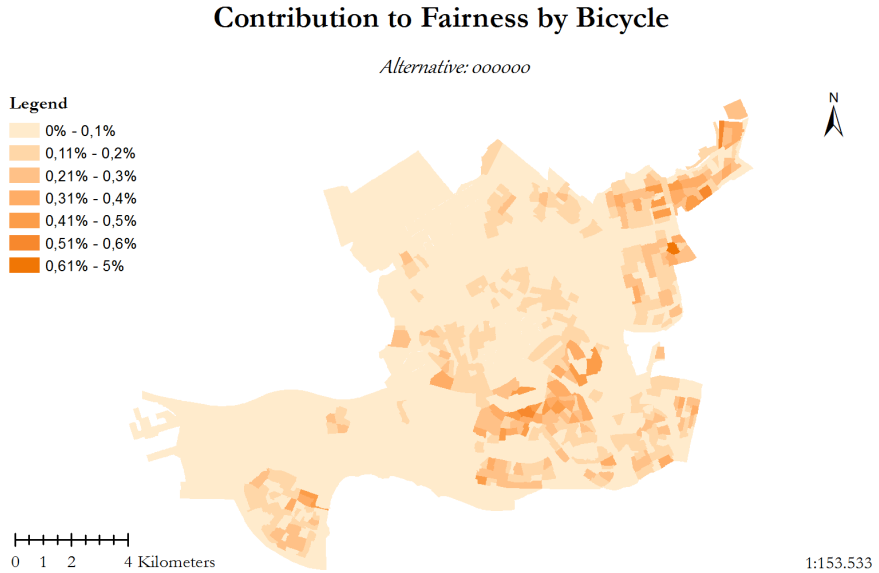 Contribution to Fairness by Bicycle
Alternative: 000000
Legend
0% - 0,1%
0,11% - 0,2%
0,21% - 0,3%
0,31% - 0,4%
0,41% - 0,5%
0,51% - 0,6%
0,61% - 5%
N
0 1 2 4 Kilometers
1:153.533